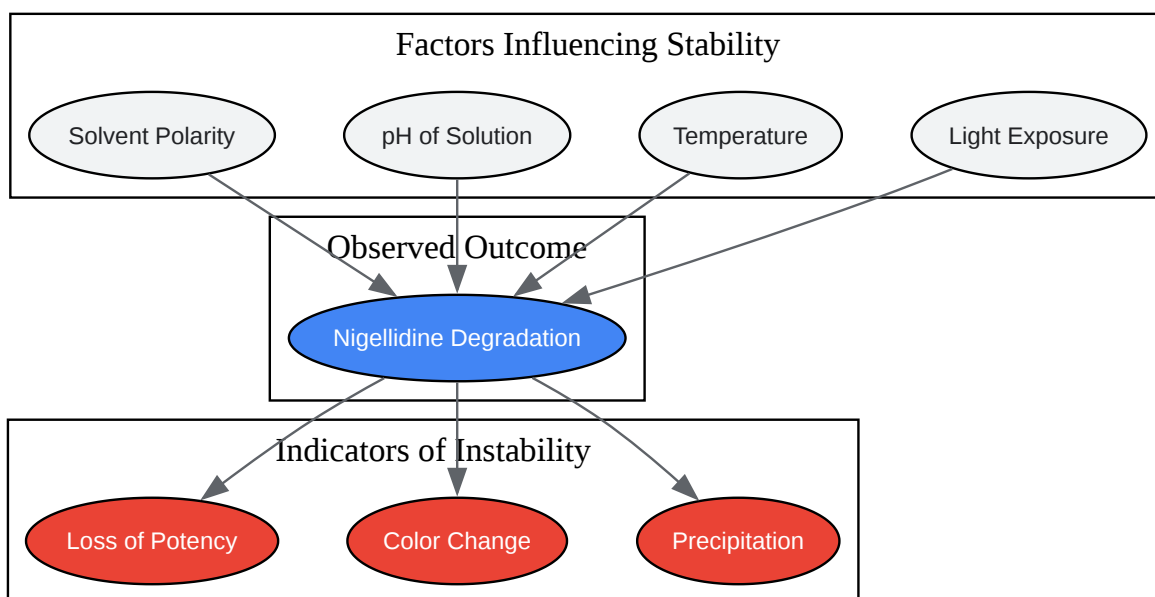 Factors Influencing Stability
Solvent Polarity
pH of Solution
Temperature
Light Exposure
Observed Outcome
Nigellidine Degradation
Indicators of Instability
Loss of Potency
Color Change
Precipitation